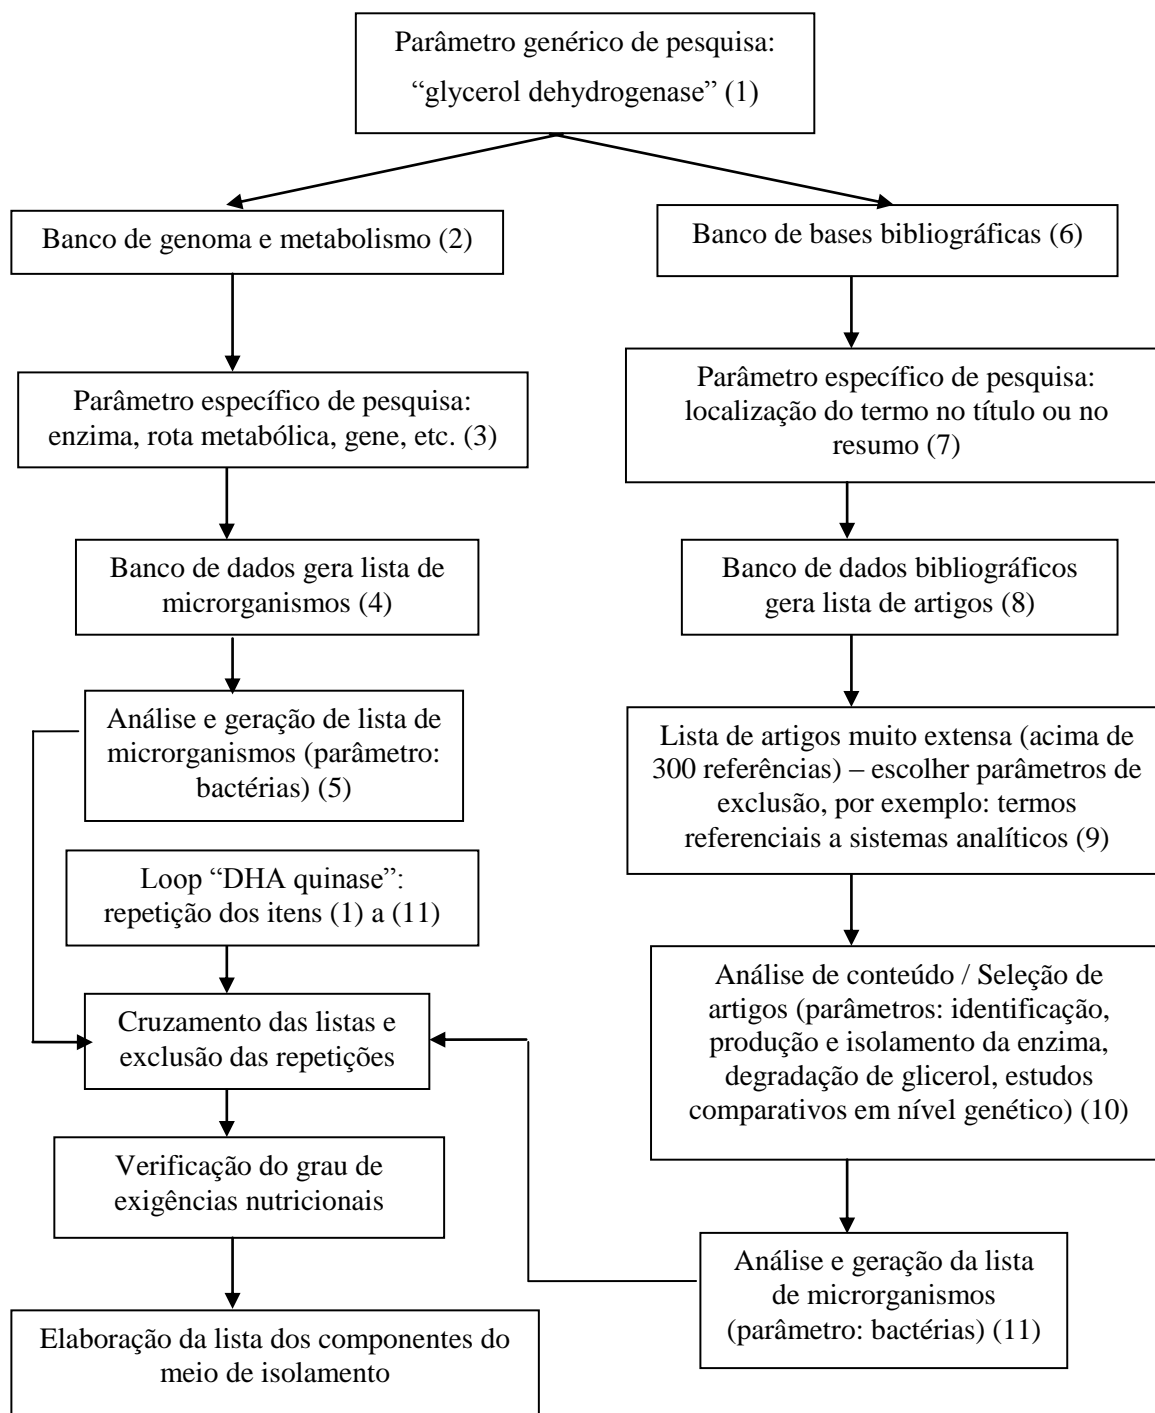 Parâmetro genérico de pesquisa:
“glycerol dehydrogenase” (1)
Banco de genoma e metabolismo (2)
Parâmetro específico de pesquisa:
enzima, rota metabólica, gene, etc. (3)
Banco de dados gera lista de
microrganismos (4)
Análise e geração de lista de
microrganismos (parâmetro:
bactérias) (5)
Loop “DHA quinase”:
repetição dos itens (1) a (11)
Cruzamento das listas e
exclusão das repetições
Verificação do grau de
exigências nutricionais
Elaboração da lista dos componentes do
meio de isolamento
Banco de bases bibliográficas (6)
Parâmetro específico de pesquisa:
localização do termo no título ou no
resumo (7)
Banco de dados bibliográficos
gera lista de artigos (8)
Lista de artigos muito extensa (acima de
300 referências) – escolher parâmetros de
exclusão, por exemplo: termos
referenciais a sistemas analíticos (9)
Análise de conteúdo / Seleção de
artigos (parâmetros: identificação,
produção e isolamento da enzima,
degradação de glicerol, estudos
comparativos em nível genético) (10)
Análise e geração da lista
de microrganismos
(parâmetro: bactérias) (11)